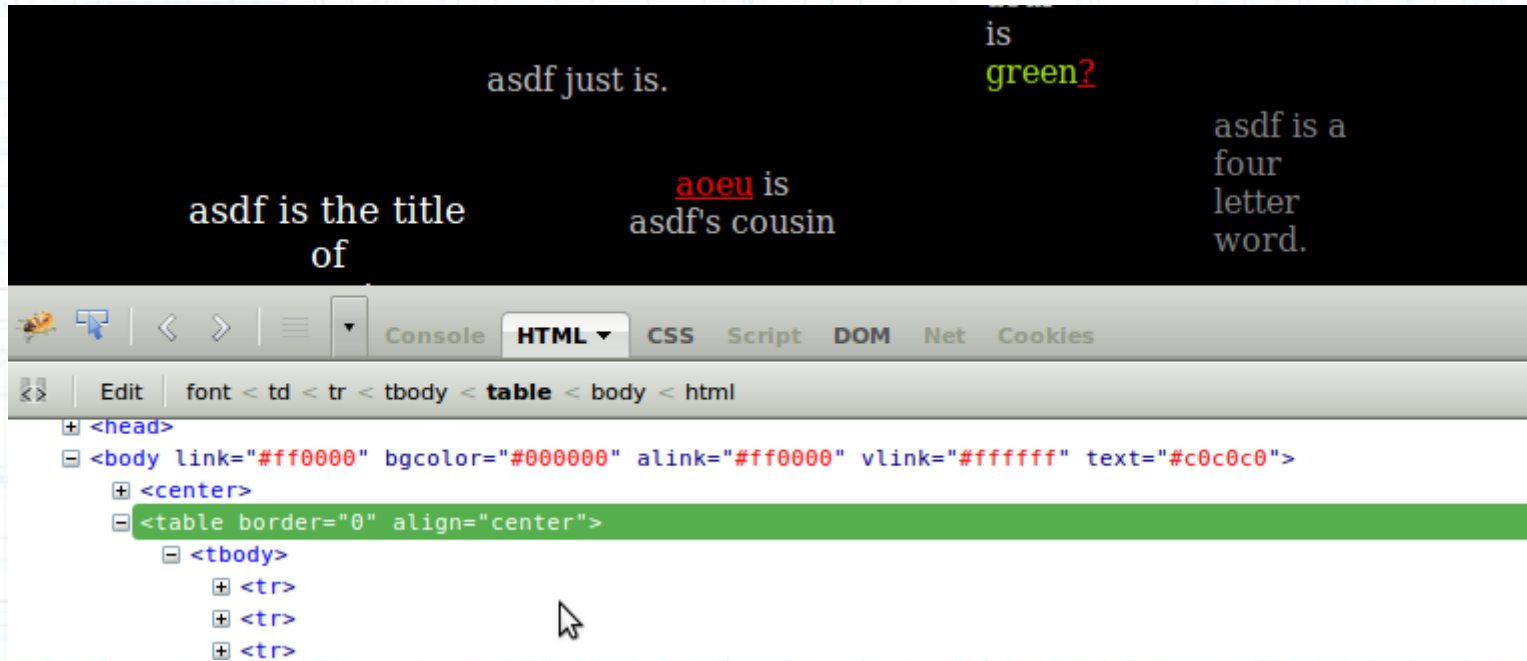 is
green?
asdf just is.
asdf is a
four
letter
word.
aoeu is
asdf's cousin
asdf is the title
of
Console HTML CSS Script DOM Net Cookies
Edit font < td < tr < tbody < table < body < html
<head>
<body link="#ff0000" bgcolor="#000000" alink="#ff0000" vlink="#ffffff" text="#c0c0c0">
<center>
<table border="0" align="center">
<tbody>
<tr>
<tr>
<tr>